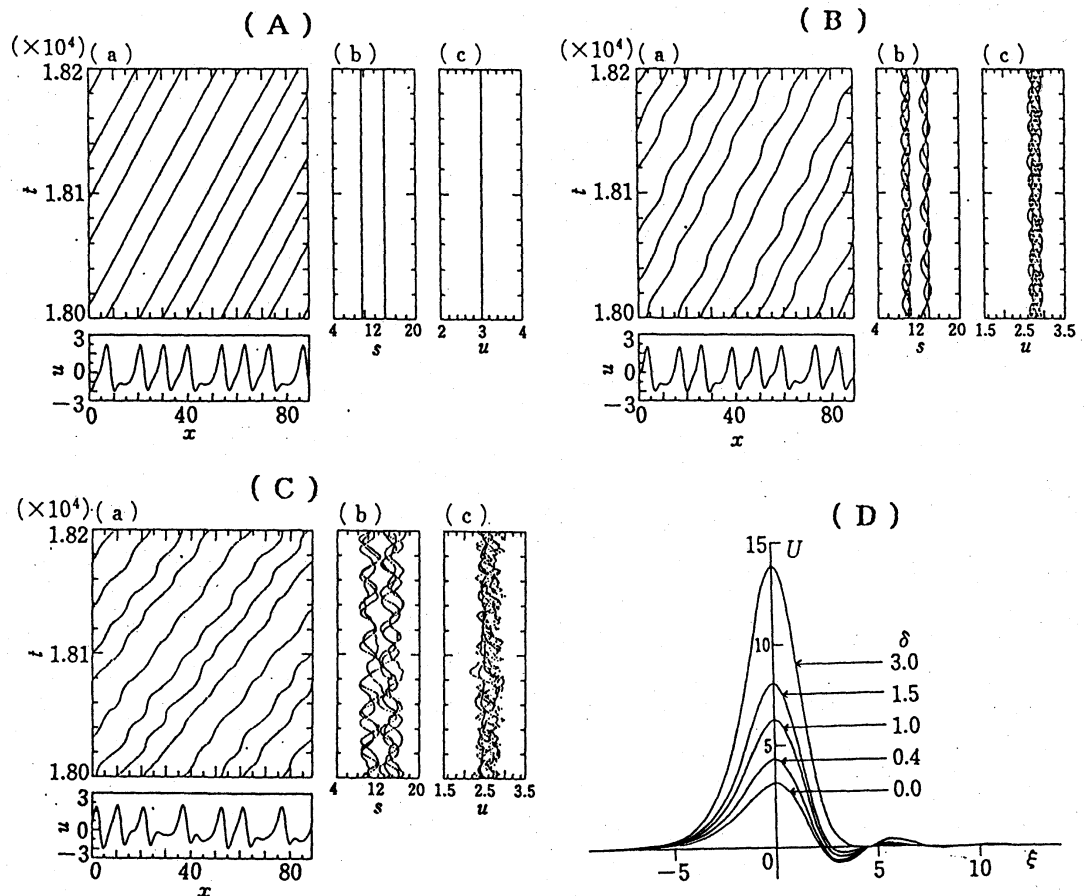 ( A )
(×10⁴) ( a ) ( b ) ( c )
1.82
1.81
1.80
t
4 12 20
s
2 3 4
u
3
0
−3
u
0 40 80
x
( B )
(×10⁴) ( a ) ( b ) ( c )
1.82
1.81
1.80
t
4 12 20
s
1.5 2.5 3.5
u
3
0
−3
u
0 40 80
x
( C )
(×10⁴) ( a ) ( b ) ( c )
1.82
1.81
1.80
t
4 12 20
s
1.5 2.5 3.5
u
3
0
−3
u
0 40 80
x
( D )
15 U
10
5
δ
3.0
1.5
1.0
0.4
0.0
−5 0 5 10 ξ